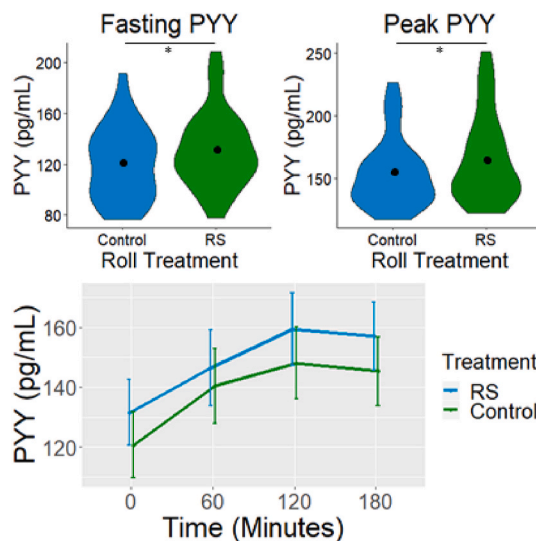 Fasting PYY
Peak PYY
*
*
PYY (pg/mL)
200
160
120
80
Control
RS
Roll Treatment
PYY (pg/mL)
250
200
150
Control
RS
Roll Treatment
PYY (pg/mL)
160
140
120
0
60
120
180
Time (Minutes)
Treatment
RS
Control